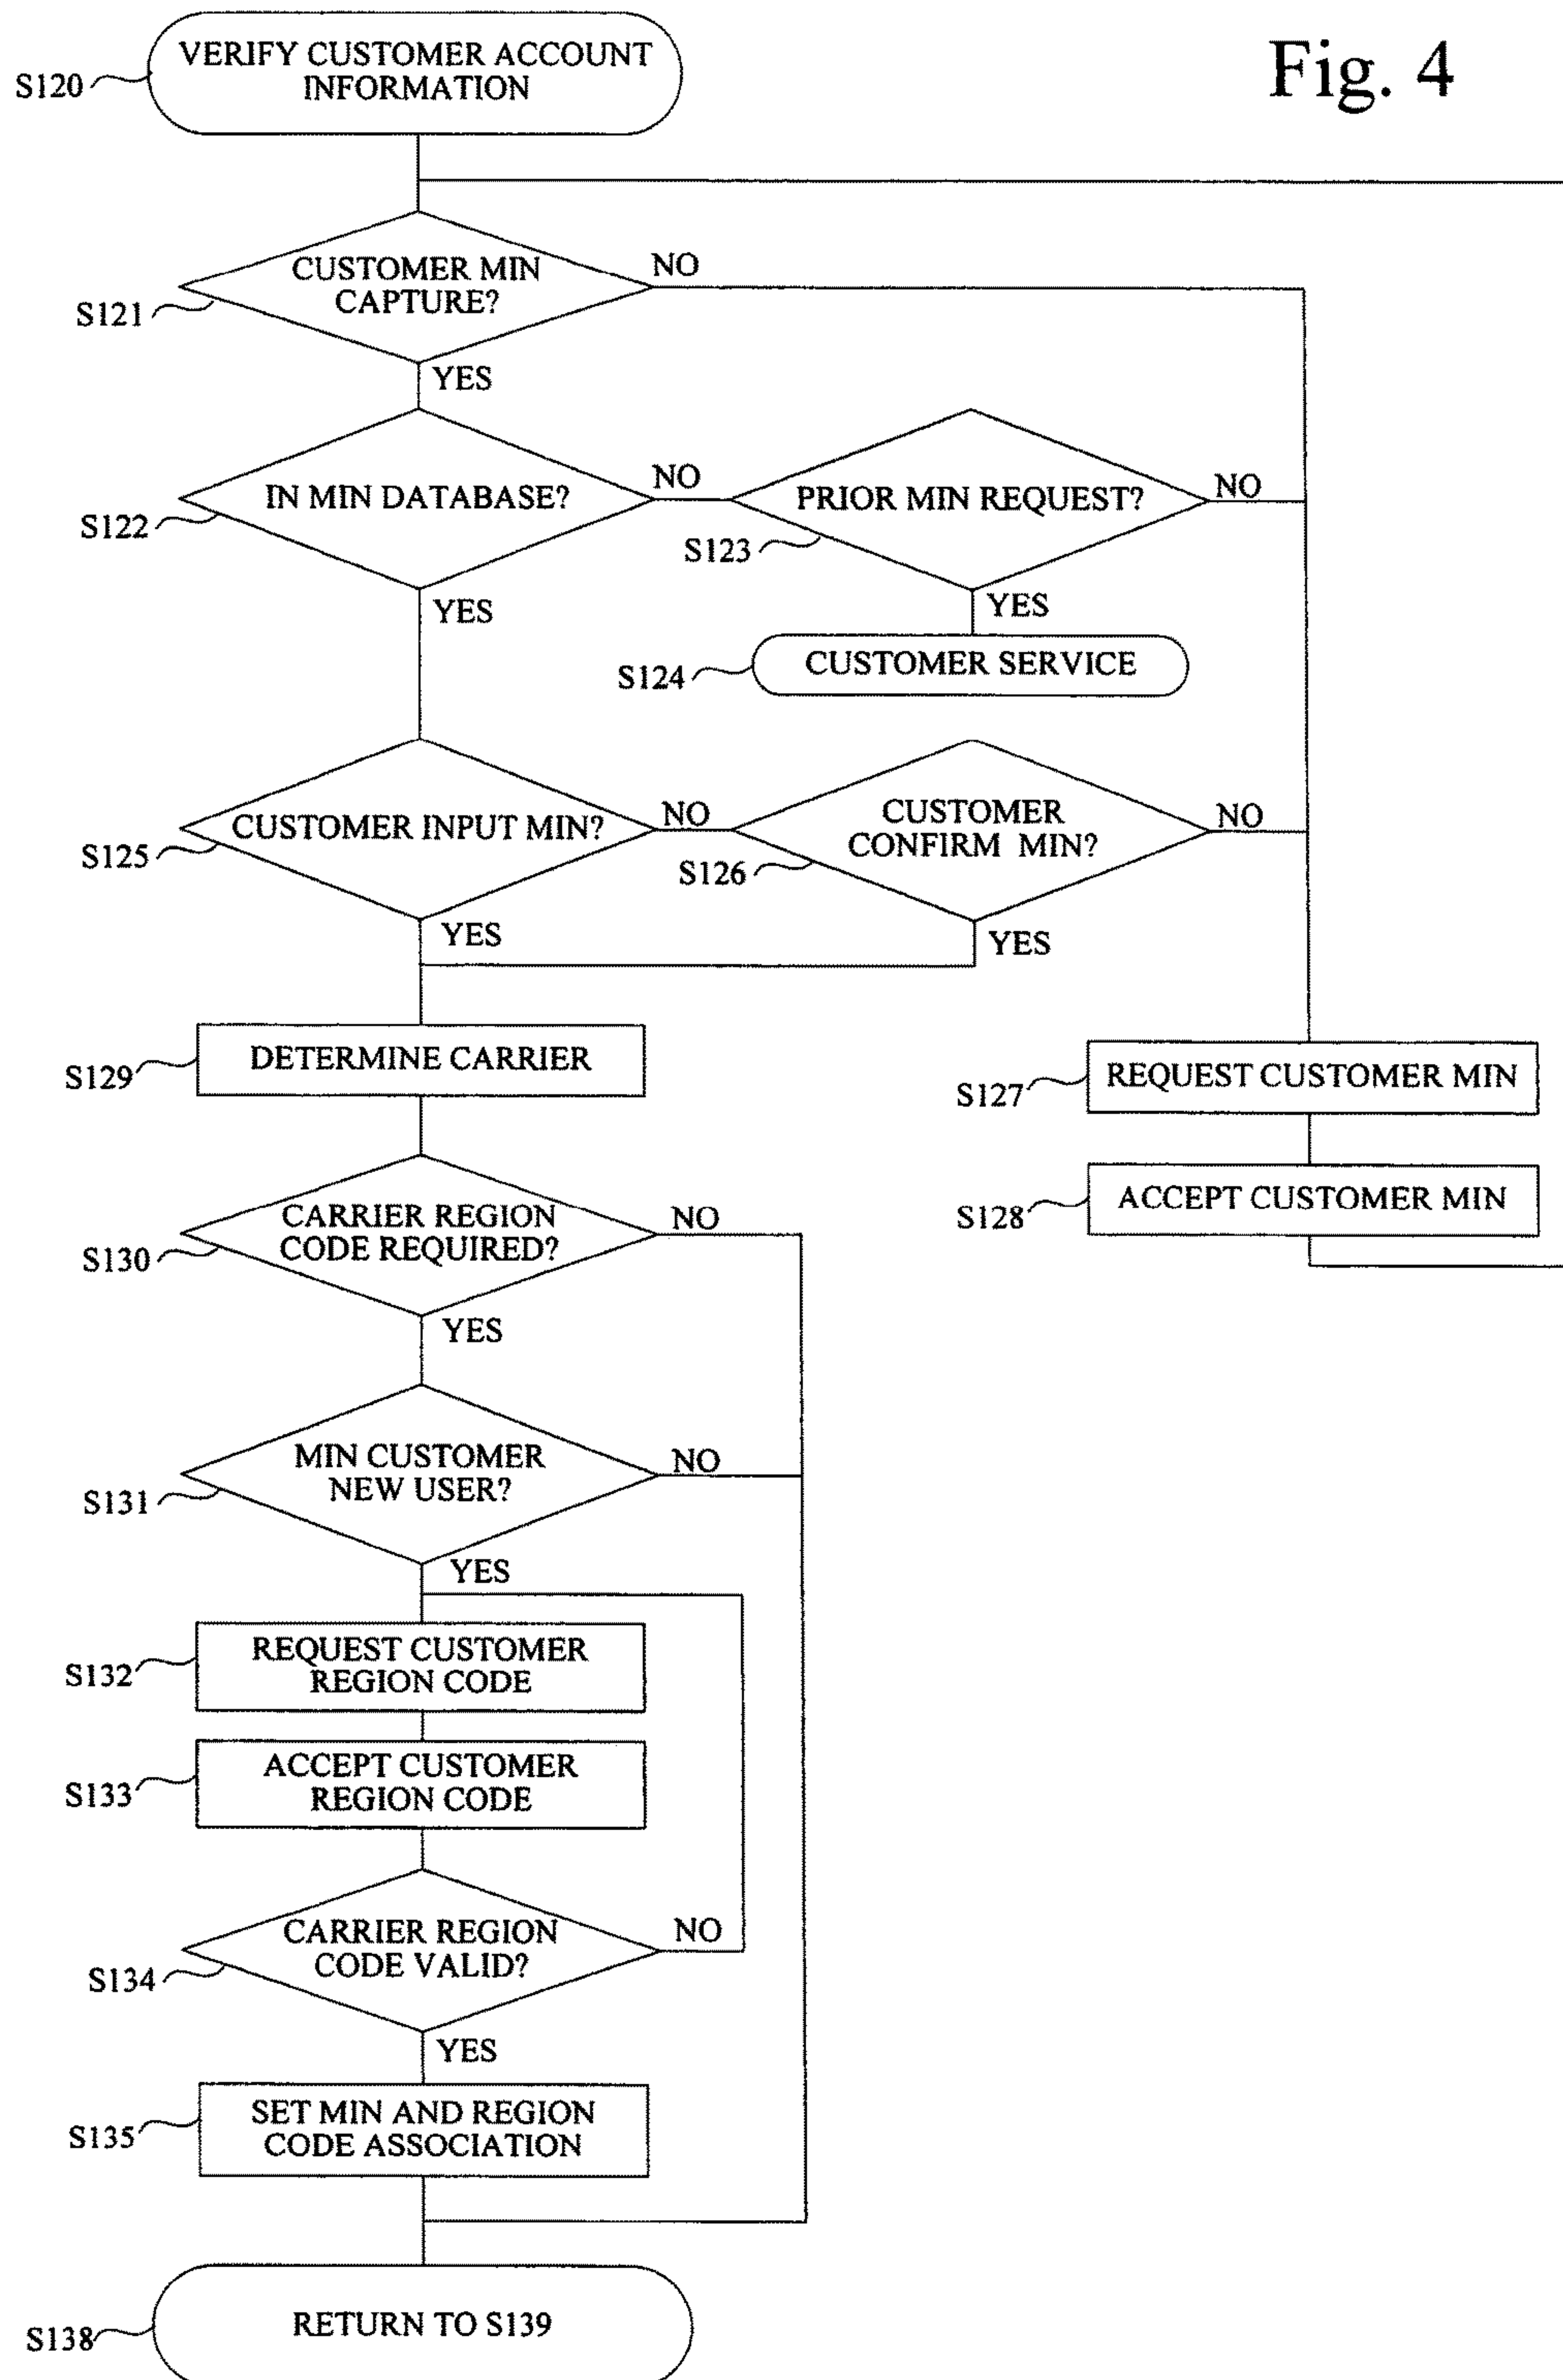 Fig. 4
VERIFY CUSTOMER ACCOUNT
INFORMATION
S120
CUSTOMER MIN
CAPTURE?
NO
S121
YES
IN MIN DATABASE?
NO
S122
YES
PRIOR MIN REQUEST?
NO
S123
YES
CUSTOMER SERVICE
S124
CUSTOMER INPUT MIN?
NO
S125
YES
CUSTOMER
CONFIRM MIN?
NO
S126
YES
DETERMINE CARRIER
S129
REQUEST CUSTOMER MIN
S127
ACCEPT CUSTOMER MIN
S128
CARRIER REGION
CODE REQUIRED?
NO
S130
YES
MIN CUSTOMER
NEW USER?
NO
S131
YES
REQUEST CUSTOMER
REGION CODE
S132
ACCEPT CUSTOMER
REGION CODE
S133
CARRIER REGION
CODE VALID?
NO
S134
YES
SET MIN AND REGION
CODE ASSOCIATION
S135
RETURN TO S139
S138